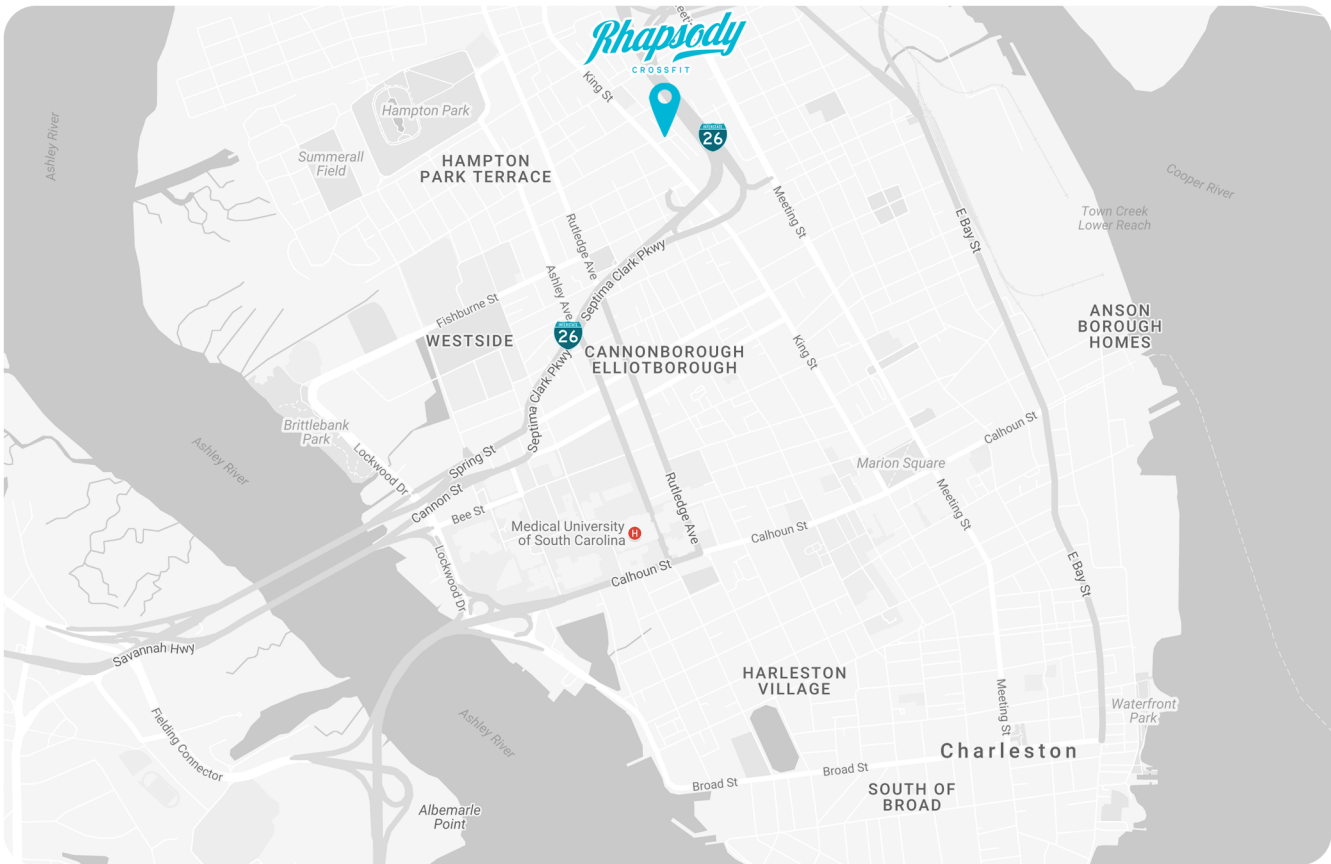 Rhapsody
CROSSFIT
King St
26
Hampton Park
Ashley River
Summerall
Field
HAMPTON
PARK TERRACE
Cooper River
Meeting St
E Bay St
Town Creek
Lower Reach
Rutledge Ave
Ashley Ave
Septima Clark Pkwy
Fishburne St
ANSON
BOROUGH
HOMES
26
WESTSIDE
CANNONBOROUGH
ELLIOTBOROUGH
King St
Septima Clark Pkwy
Brittlebank
Park
Calhoun St
Ashley River
Lockwood Dr
Spring St
Marion Square
Cannon St
Bee St
Rutledge Ave
Meeting St
Medical University
of South Carolina
H
Calhoun St
Calhoun St
Lockwood Dr
E Bay St
Savannah Hwy
HARLESTON
VILLAGE
Meeting St
Waterfront
Park
Fielding Connector
Ashley River
Charleston
Broad St
Broad St
SOUTH OF
BROAD
Albemarle
Point